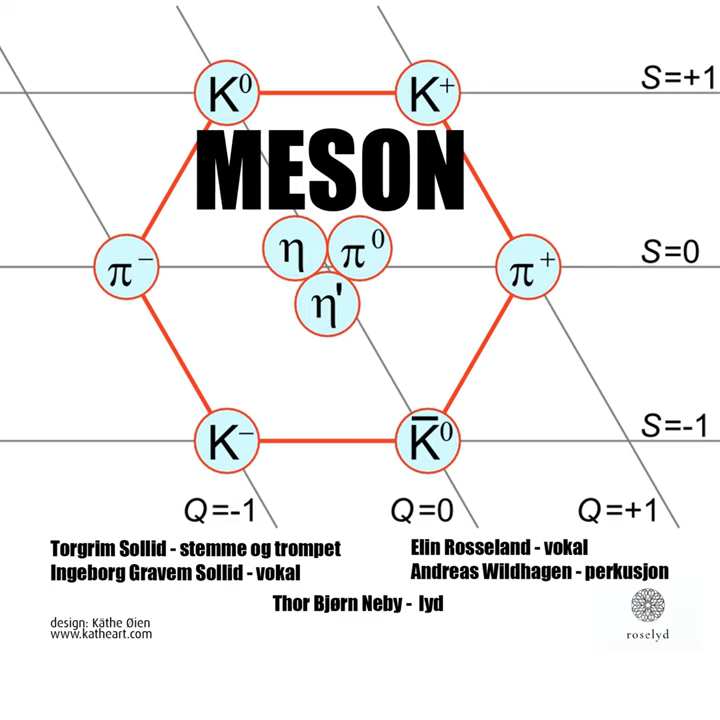 K⁰ K⁺ S=+1
MESON
π⁻ η π⁰ π⁺ S=0
η'
K⁻ K̅⁰ S=-1
Q=-1 Q=0 Q=+1
Torgrim Sollid - stemme og trompet
Ingeborg Gravem Sollid - vokal
Elin Rosseland - vokal
Andreas Wildhagen - perkusjon
Thor Bjørn Neby - lyd
design: Käthe Øien
www.katheart.com
roselyd